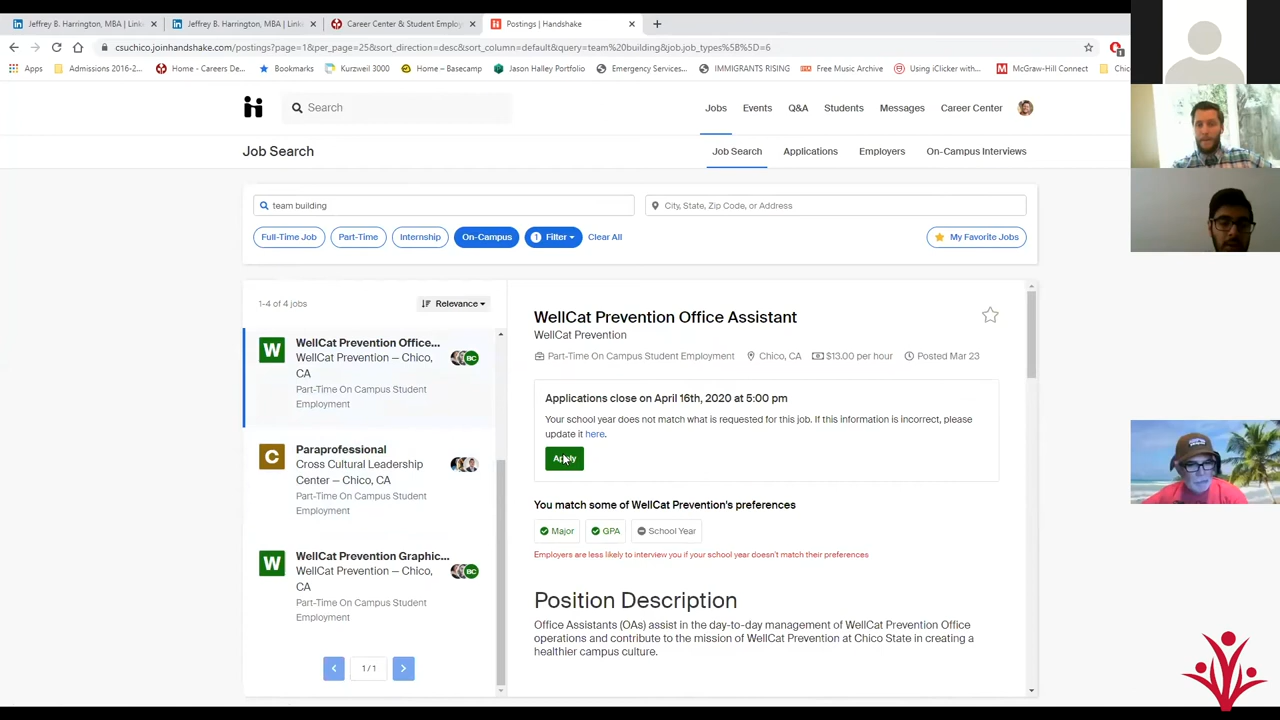 Jeffrey B. Harrington, MBA | Link
Jeffrey B. Harrington, MBA | Link
Career Center & Student Employ
Postings | Handshake
csuchico.joinhandshake.com/postings?page=1&per_page=25&sort_direction=desc&sort_column=default&query=team%20building&job.job_types%5B%5D=6
Apps
Admissions 2016-2...
Home - Careers De...
Bookmarks
Kurzweil 3000
Home – Basecamp
Jason Halley Portfolio
Emergency Services...
IMMIGRANTS RISING
Free Music Archive
Using iClicker with...
McGraw-Hill Connect
Chic
Search
Jobs
Events
Q&A
Students
Messages
Career Center
Job Search
Job Search
Applications
Employers
On-Campus Interviews
team building
City, State, Zip Code, or Address
Full-Time Job
Part-Time
Internship
On-Campus
1 Filter
Clear All
My Favorite Jobs
1-4 of 4 jobs
Relevance
W
WellCat Prevention Office...
WellCat Prevention — Chico,
CA
BC
Part-Time On Campus Student
Employment
C
Paraprofessional
Cross Cultural Leadership
Center — Chico, CA
Part-Time On Campus Student
Employment
W
WellCat Prevention Graphic...
WellCat Prevention — Chico,
CA
BC
Part-Time On Campus Student
Employment
1 / 1
WellCat Prevention Office Assistant
WellCat Prevention
Part-Time On Campus Student Employment
Chico, CA
$13.00 per hour
Posted Mar 23
Applications close on April 16th, 2020 at 5:00 pm
Your school year does not match what is requested for this job. If this information is incorrect, please
update it here.
Apply
You match some of WellCat Prevention's preferences
Major
GPA
School Year
Employers are less likely to interview you if your school year doesn't match their preferences
Position Description
Office Assistants (OAs) assist in the day-to-day management of WellCat Prevention Office
operations and contribute to the mission of WellCat Prevention at Chico State in creating a
healthier campus culture.